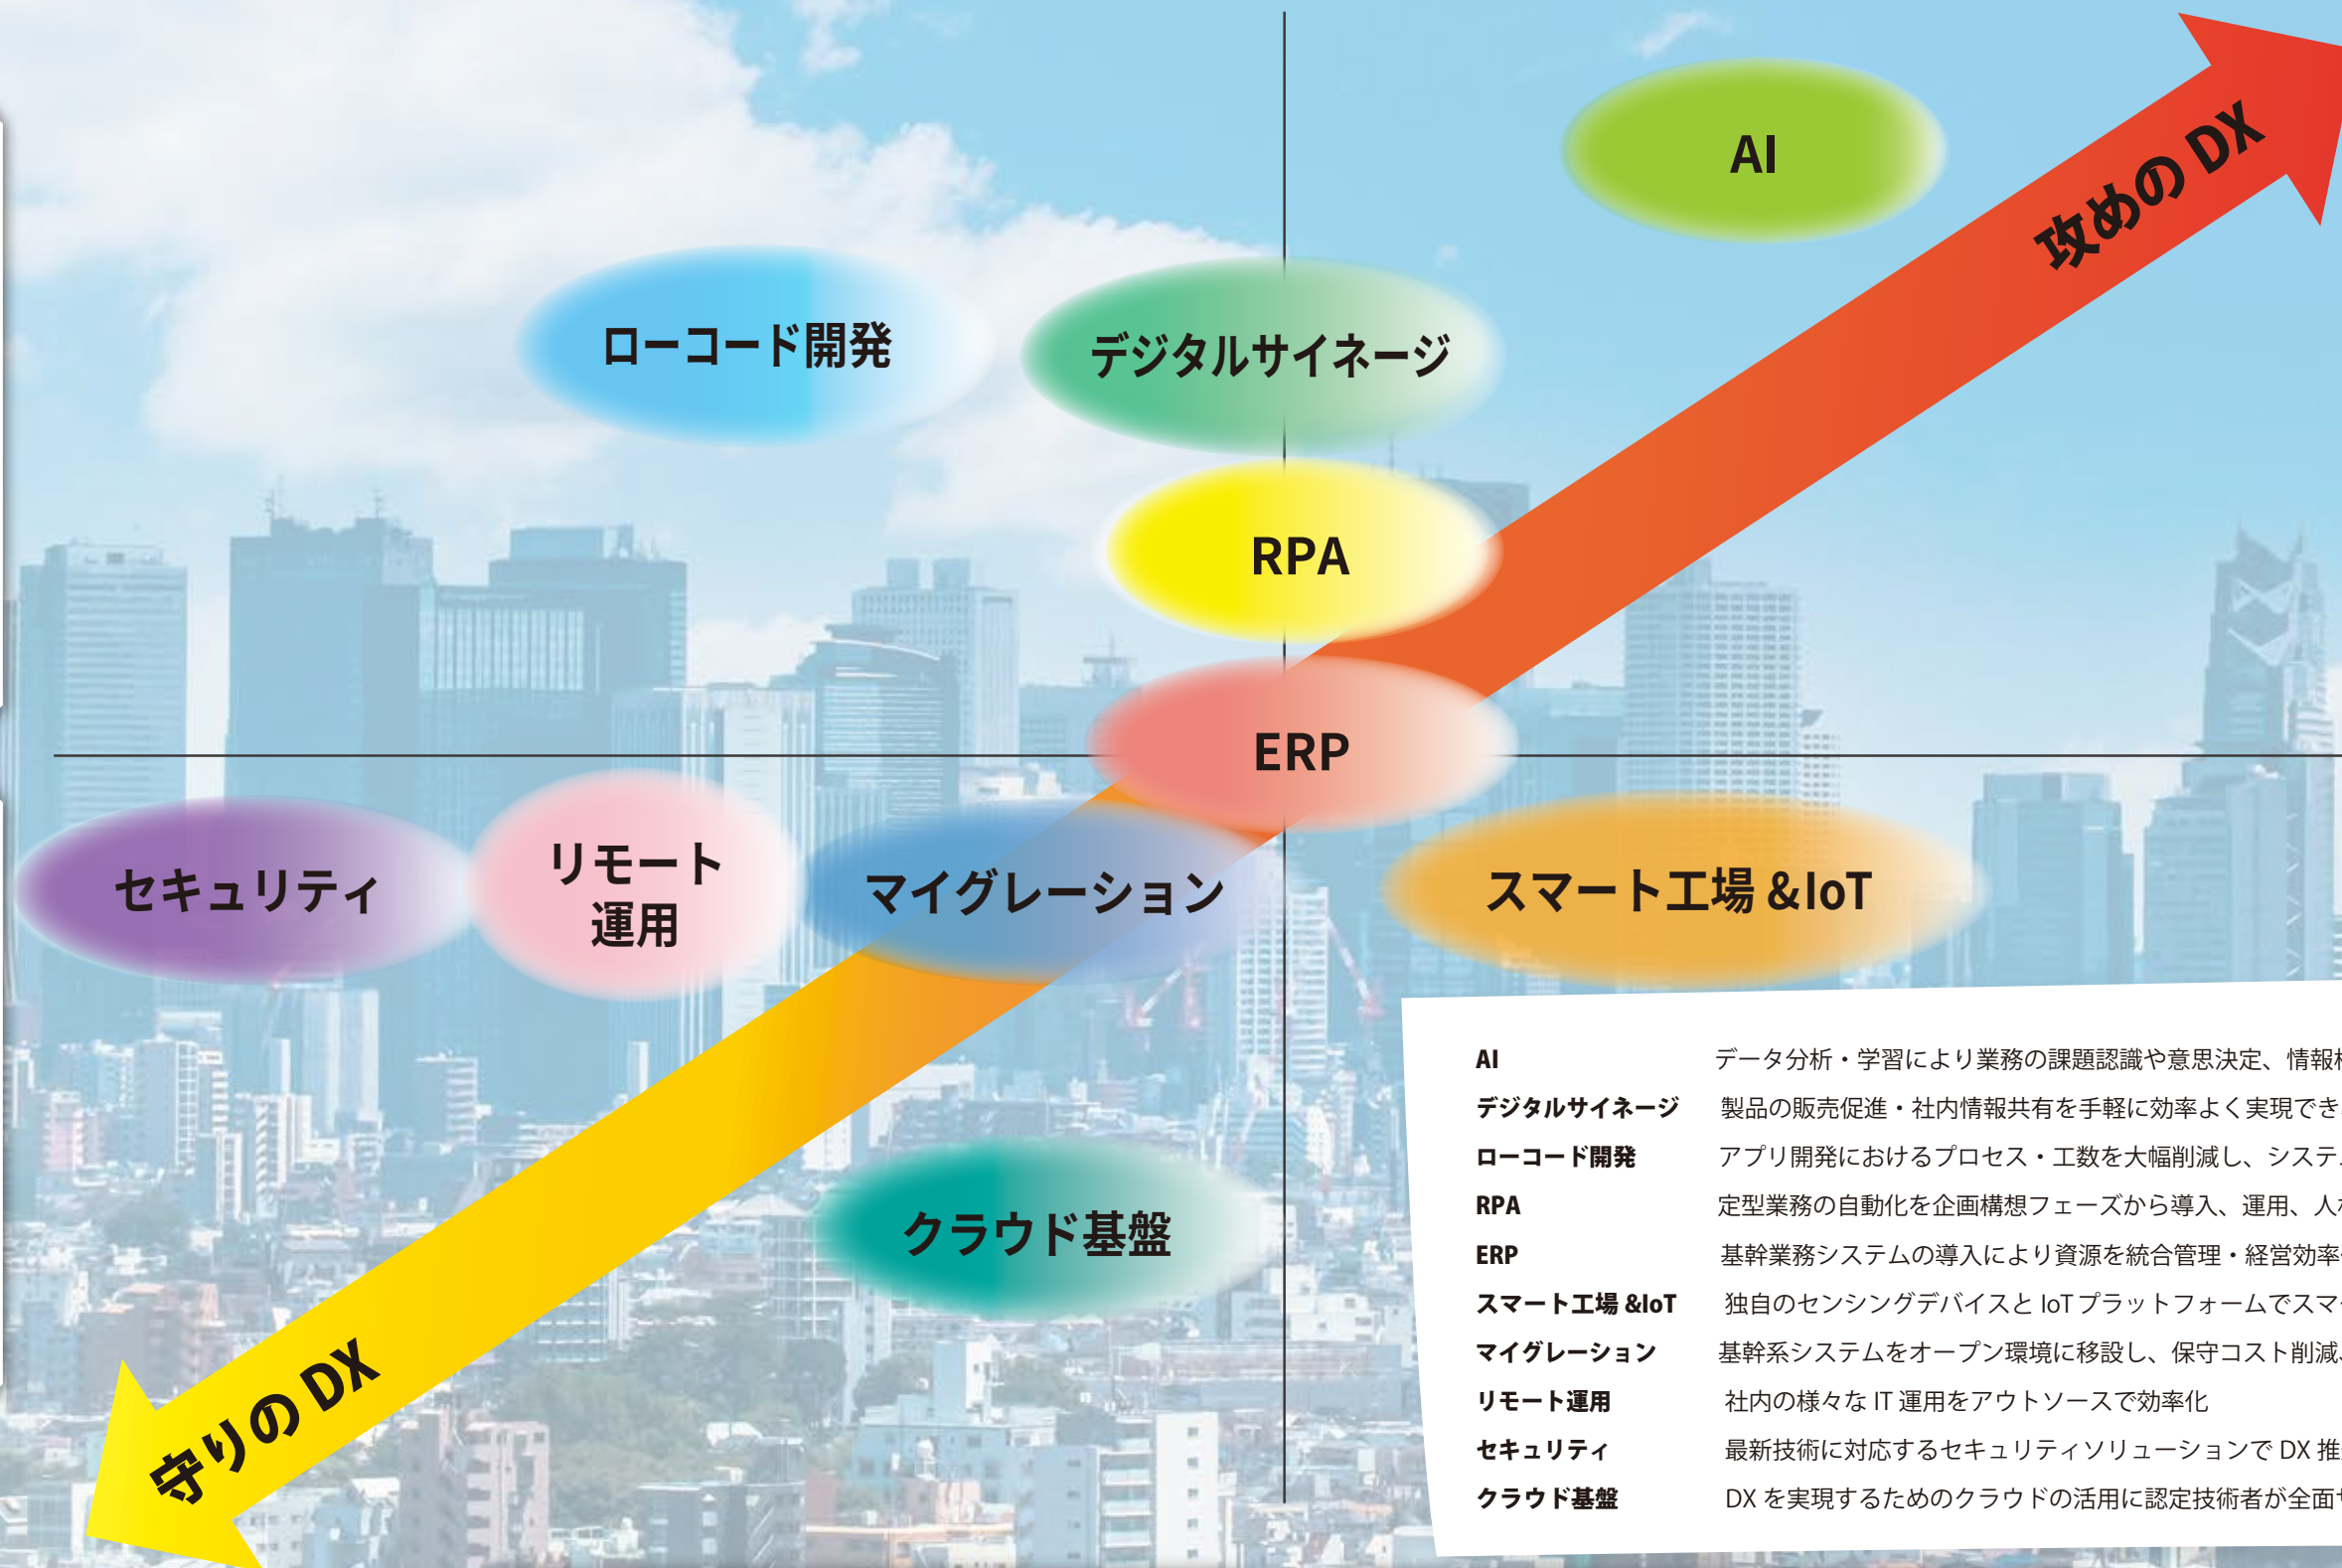 AI
攻めの DX
ローコード開発
デジタルサイネージ
RPA
ERP
セキュリティ
リモート
運用
マイグレーション
スマート工場 &IoT
クラウド基盤
守りの DX
AI データ分析・学習により業務の課題認識や意思決定、情報
デジタルサイネージ 製品の販売促進・社内情報共有を手軽に効率よく実現でき
ローコード開発 アプリ開発におけるプロセス・工数を大幅削減し、システ
RPA 定型業務の自動化を企画構想フェーズから導入、運用、人
ERP 基幹業務システムの導入により資源を統合管理・経営効率
スマート工場 &IoT 独自のセンシングデバイスと IoT プラットフォームでスマ
マイグレーション 基幹系システムをオープン環境に移設し、保守コスト削減、
リモート運用 社内の様々な IT 運用をアウトソースで効率化
セキュリティ 最新技術に対応するセキュリティソリューションで DX 推
クラウド基盤 DX を実現するためのクラウドの活用に認定技術者が全面